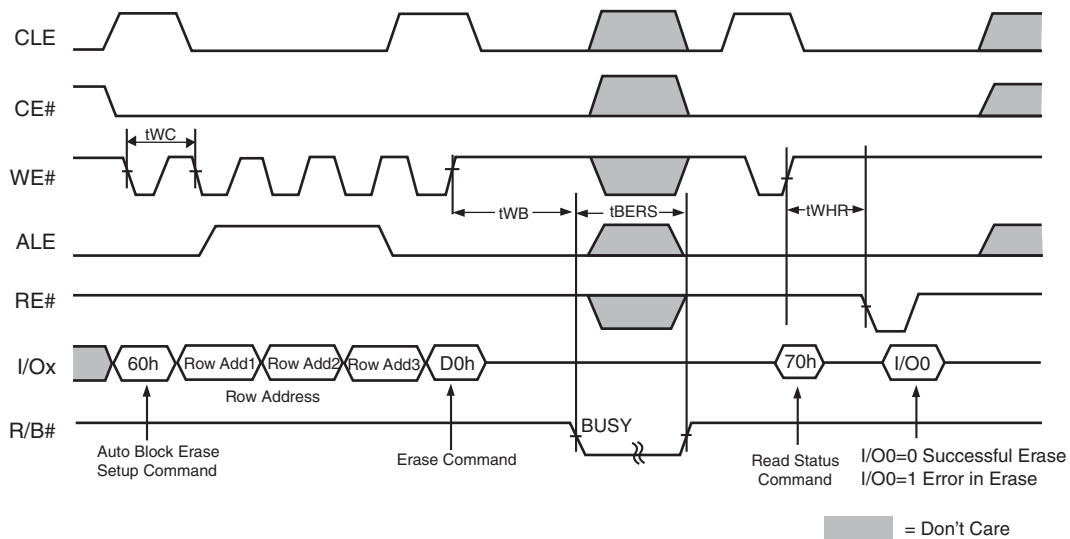 CLE
CE#
tWC
WE#
tWB
tBERS
tWHR
ALE
RE#
I/Ox
60h
Row Add1
Row Add2
Row Add3
D0h
70h
I/O0
Row Address
R/B#
BUSY
Auto Block Erase
Setup Command
Erase Command
Read Status
Command
I/O0=0 Successful Erase
I/O0=1 Error in Erase
= Don't Care